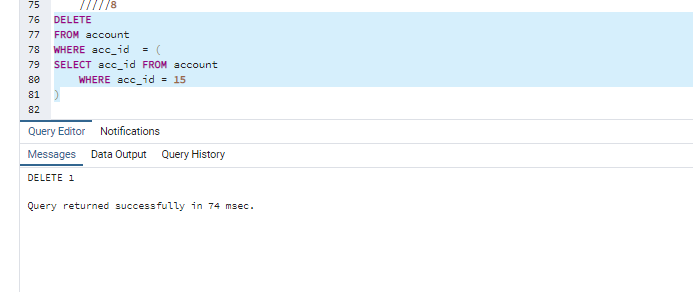 75 /////8
76 DELETE
77 FROM account
78 WHERE acc_id = (
79 SELECT acc_id FROM account
80 WHERE acc_id = 15
81 )
82
Query Editor Notifications
Messages Data Output Query History
DELETE 1
Query returned successfully in 74 msec.